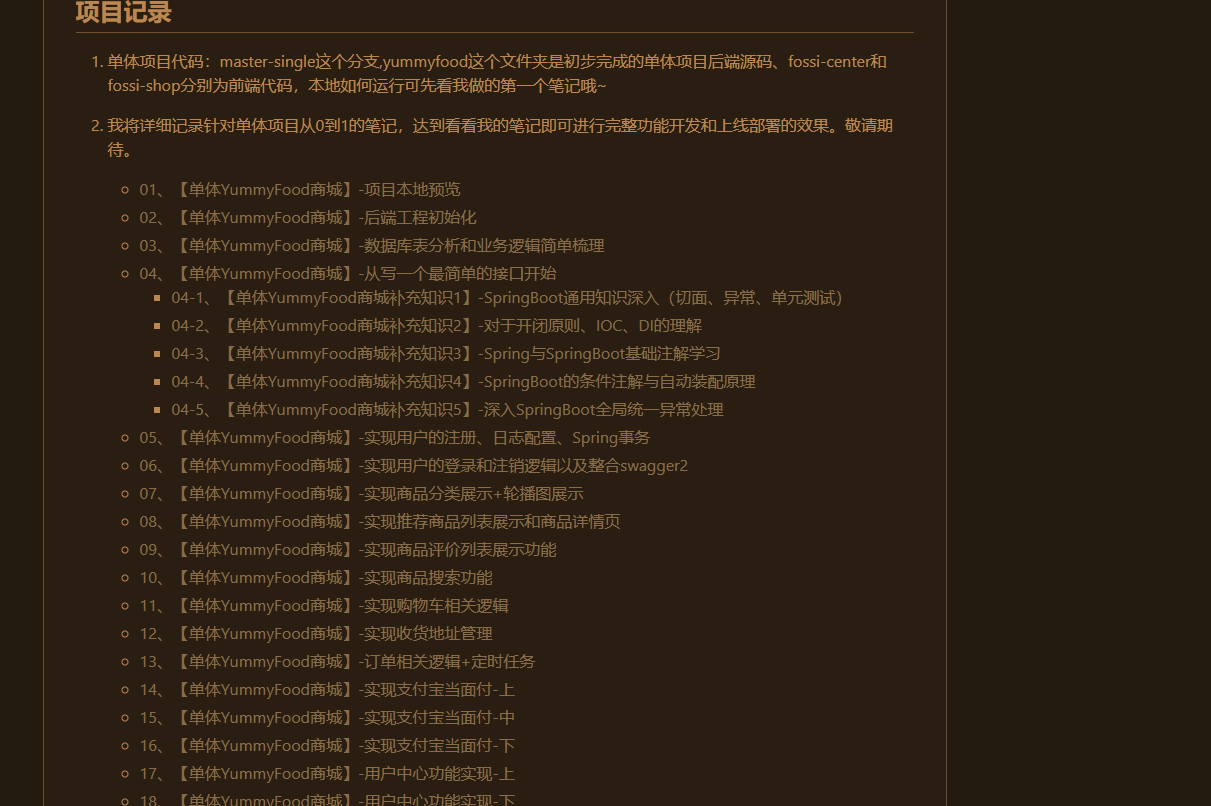 项目记录
1. 单体项目代码：master-single这个分支,yummyfood这个文件夹是初步完成的单体项目后端源码、fossi-center和
fossi-shop分别为前端代码，本地如何运行可先看我做的第一个笔记哦~
2. 我将详细记录针对单体项目从0到1的笔记，达到看看我的笔记即可进行完整功能开发和上线部署的效果。敬请期
待。
01、【单体YummyFood商城】-项目本地预览
02、【单体YummyFood商城】-后端工程初始化
03、【单体YummyFood商城】-数据库表分析和业务逻辑简单梳理
04、【单体YummyFood商城】-从写一个最简单的接口开始
04-1、【单体YummyFood商城补充知识1】-SpringBoot通用知识深入（切面、异常、单元测试）
04-2、【单体YummyFood商城补充知识2】-对于开闭原则、IOC、DI的理解
04-3、【单体YummyFood商城补充知识3】-Spring与SpringBoot基础注解学习
04-4、【单体YummyFood商城补充知识4】-SpringBoot的条件注解与自动装配原理
04-5、【单体YummyFood商城补充知识5】-深入SpringBoot全局统一异常处理
05、【单体YummyFood商城】-实现用户的注册、日志配置、Spring事务
06、【单体YummyFood商城】-实现用户的登录和注销逻辑以及整合swagger2
07、【单体YummyFood商城】-实现商品分类展示+轮播图展示
08、【单体YummyFood商城】-实现推荐商品列表展示和商品详情页
09、【单体YummyFood商城】-实现商品评价列表展示功能
10、【单体YummyFood商城】-实现商品搜索功能
11、【单体YummyFood商城】-实现购物车相关逻辑
12、【单体YummyFood商城】-实现收货地址管理
13、【单体YummyFood商城】-订单相关逻辑+定时任务
14、【单体YummyFood商城】-实现支付宝当面付-上
15、【单体YummyFood商城】-实现支付宝当面付-中
16、【单体YummyFood商城】-实现支付宝当面付-下
17、【单体YummyFood商城】-用户中心功能实现-上
18、【单体YummyFood商城】-用户中心功能实现-下